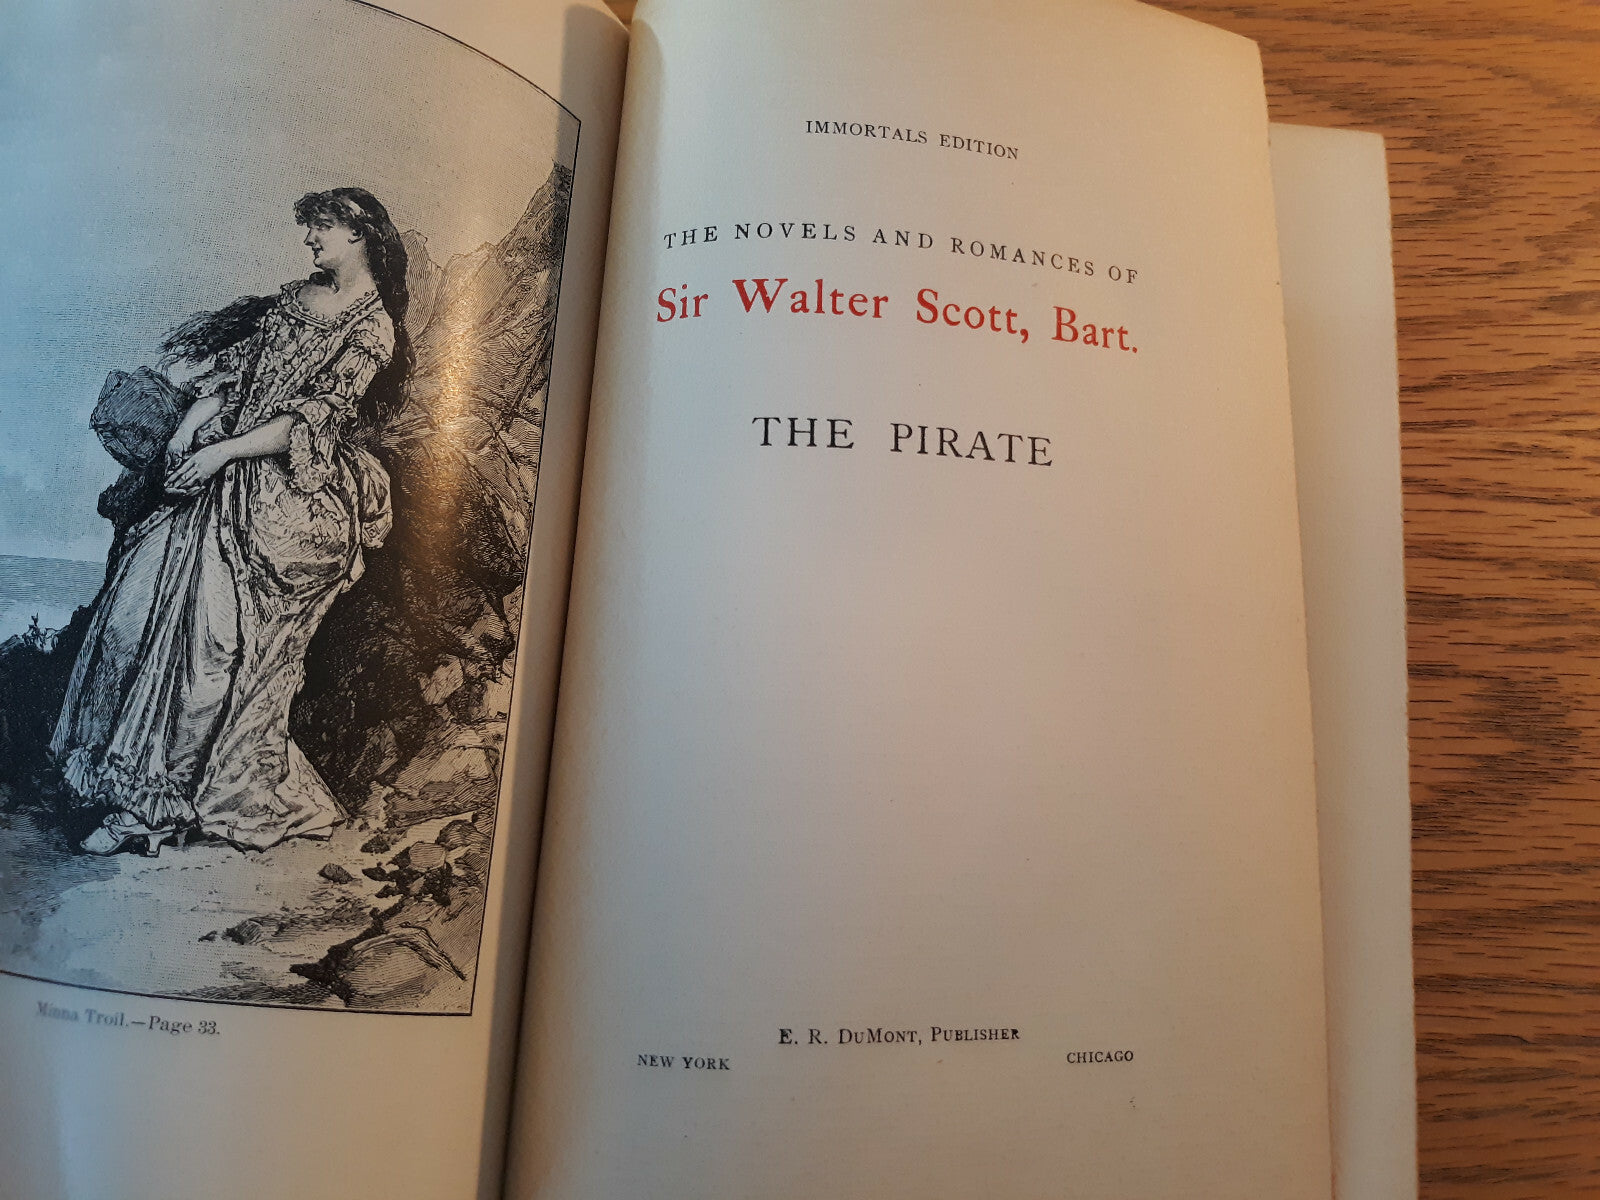 Minna Troil.—Page 33.
IMMORTALS EDITION
THE NOVELS AND ROMANCES OF
Sir Walter Scott, Bart.
THE PIRATE
E. R. DuMont, Publisher
NEW YORK CHICAGO